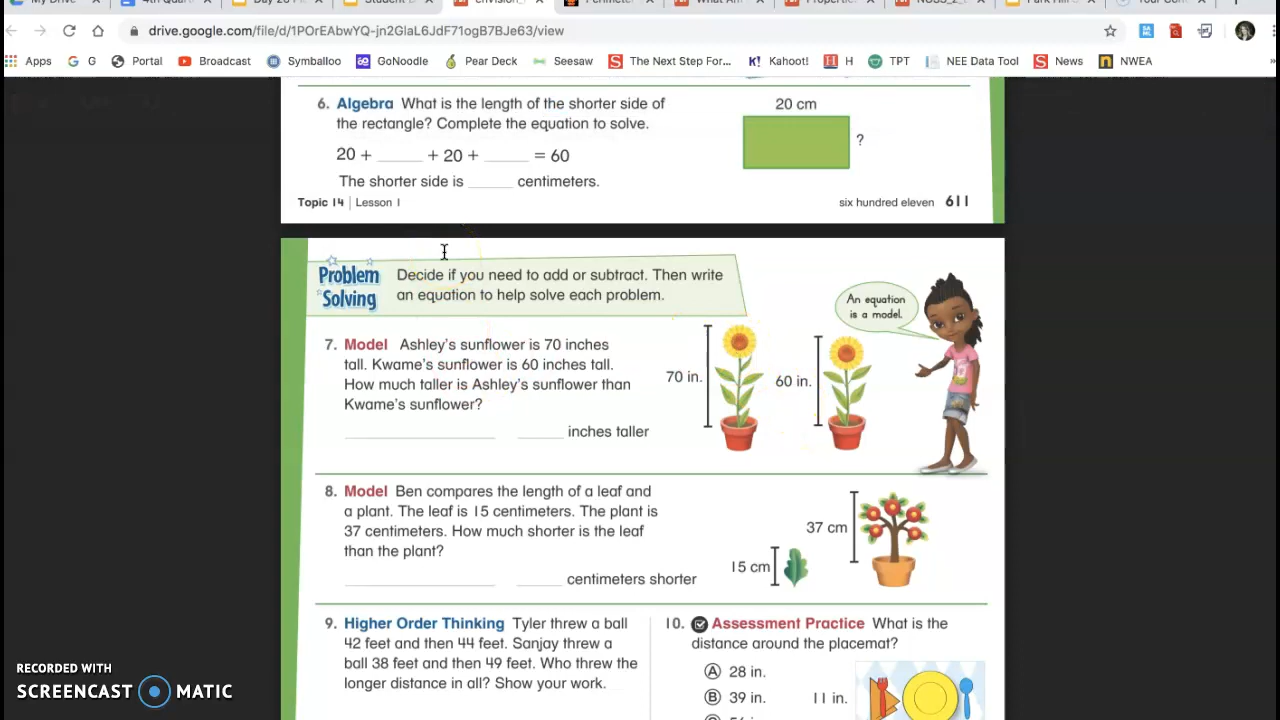 drive.google.com/file/d/1POrEAbwYQ-jn2GlaL6JdF71ogB7BJe63/view
Apps G Portal Broadcast Symballoo GoNoodle Pear Deck Seesaw The Next Step For... Kahoot! H TPT NEE Data Tool News NWEA »
6. Algebra What is the length of the shorter side of
the rectangle? Complete the equation to solve.
20 cm
?
20 + ____ + 20 + ____ = 60
The shorter side is ____ centimeters.
Topic 14 | Lesson 1
six hundred eleven 611
Problem
Solving
Decide if you need to add or subtract. Then write
an equation to help solve each problem.
An equation
is a model.
7. Model Ashley's sunflower is 70 inches
tall. Kwame's sunflower is 60 inches tall.
How much taller is Ashley's sunflower than
Kwame's sunflower?
70 in.
60 in.
____ ____ inches taller
8. Model Ben compares the length of a leaf and
a plant. The leaf is 15 centimeters. The plant is
37 centimeters. How much shorter is the leaf
than the plant?
37 cm
15 cm
____ ____ centimeters shorter
9. Higher Order Thinking Tyler threw a ball
42 feet and then 44 feet. Sanjay threw a
ball 38 feet and then 49 feet. Who threw the
longer distance in all? Show your work.
10. Assessment Practice What is the
distance around the placemat?
A 28 in.
B 39 in.
11 in.
RECORDED WITH
SCREENCAST MATIC